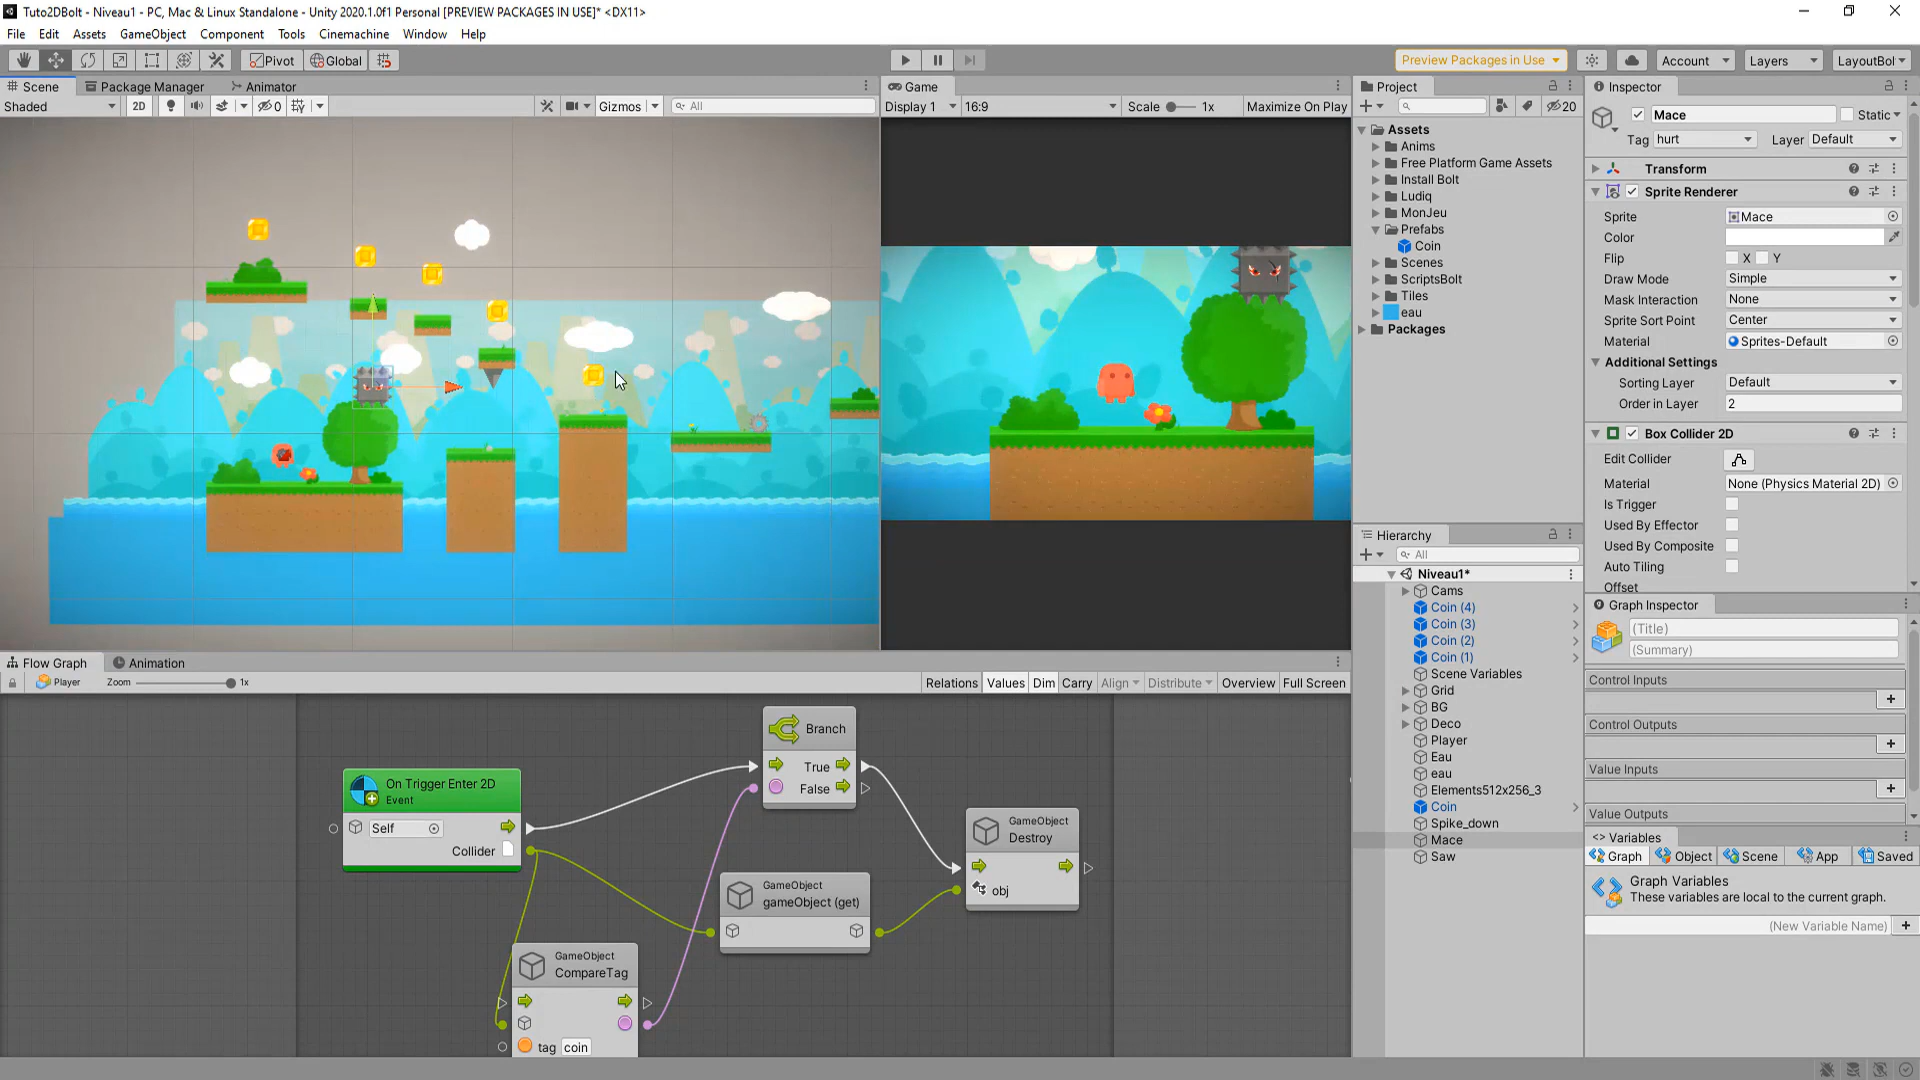 Tuto2DBolt - Niveau1 - PC, Mac & Linux Standalone - Unity 2020.1.0f1 Personal [PREVIEW PACKAGES IN USE]* <DX11>
File Edit Assets GameObject Component Tools Cinemachine Window Help
Pivot Global Preview Packages in Use Account Layers LayoutBol
Scene Package Manager Animator
Shaded 2D 0 Gizmos All
Game
Display 1 16:9 Scale 1x Maximize On Play
Project
20
Assets
Anims
Free Platform Game Assets
Install Bolt
Ludiq
MonJeu
Prefabs
Coin
Scenes
ScriptsBolt
Tiles
eau
Packages
Hierarchy
All
Niveau1*
Cams
Coin (4)
Coin (3)
Coin (2)
Coin (1)
Scene Variables
Grid
BG
Deco
Player
Eau
eau
Elements512x256_3
Coin
Spike_down
Mace
Saw
Inspector
Mace Static
Tag hurt Layer Default
Transform
Sprite Renderer
Sprite Mace
Color
Flip X Y
Draw Mode Simple
Mask Interaction None
Sprite Sort Point Center
Material Sprites-Default
Additional Settings
Sorting Layer Default
Order in Layer 2
Box Collider 2D
Edit Collider
Material None (Physics Material 2D)
Is Trigger
Used By Effector
Used By Composite
Auto Tiling
Offset
Graph Inspector
(Title)
(Summary)
Control Inputs
Control Outputs
Value Inputs
Value Outputs
Variables
Graph Object Scene App Saved
Graph Variables
These variables are local to the current graph.
(New Variable Name)
Flow Graph Animation
Player Zoom 1x Relations Values Dim Carry Align Distribute Overview Full Screen
Branch
True
False
On Trigger Enter 2D
Event
Self
Collider
GameObject
Destroy
obj
GameObject
gameObject (get)
GameObject
CompareTag
tag coin